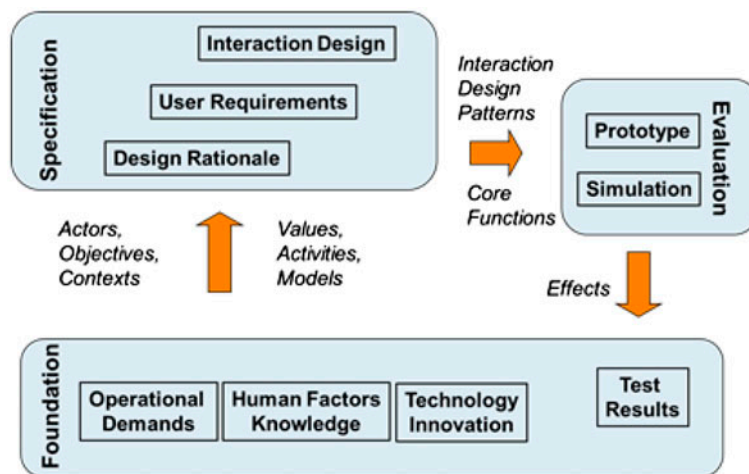 Specification
Interaction Design
User Requirements
Design Rationale
Interaction
Design
Patterns
Core
Functions
Evaluation
Prototype
Simulation
Actors,
Objectives,
Contexts
Values,
Activities,
Models
Effects
Foundation
Operational
Demands
Human Factors
Knowledge
Technology
Innovation
Test
Results